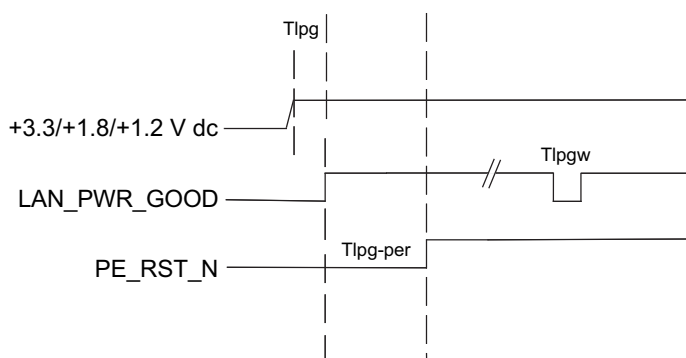 Tlpg
+3.3/+1.8/+1.2 V dc
Tlpgw
LAN_PWR_GOOD
Tlpg-per
PE_RST_N